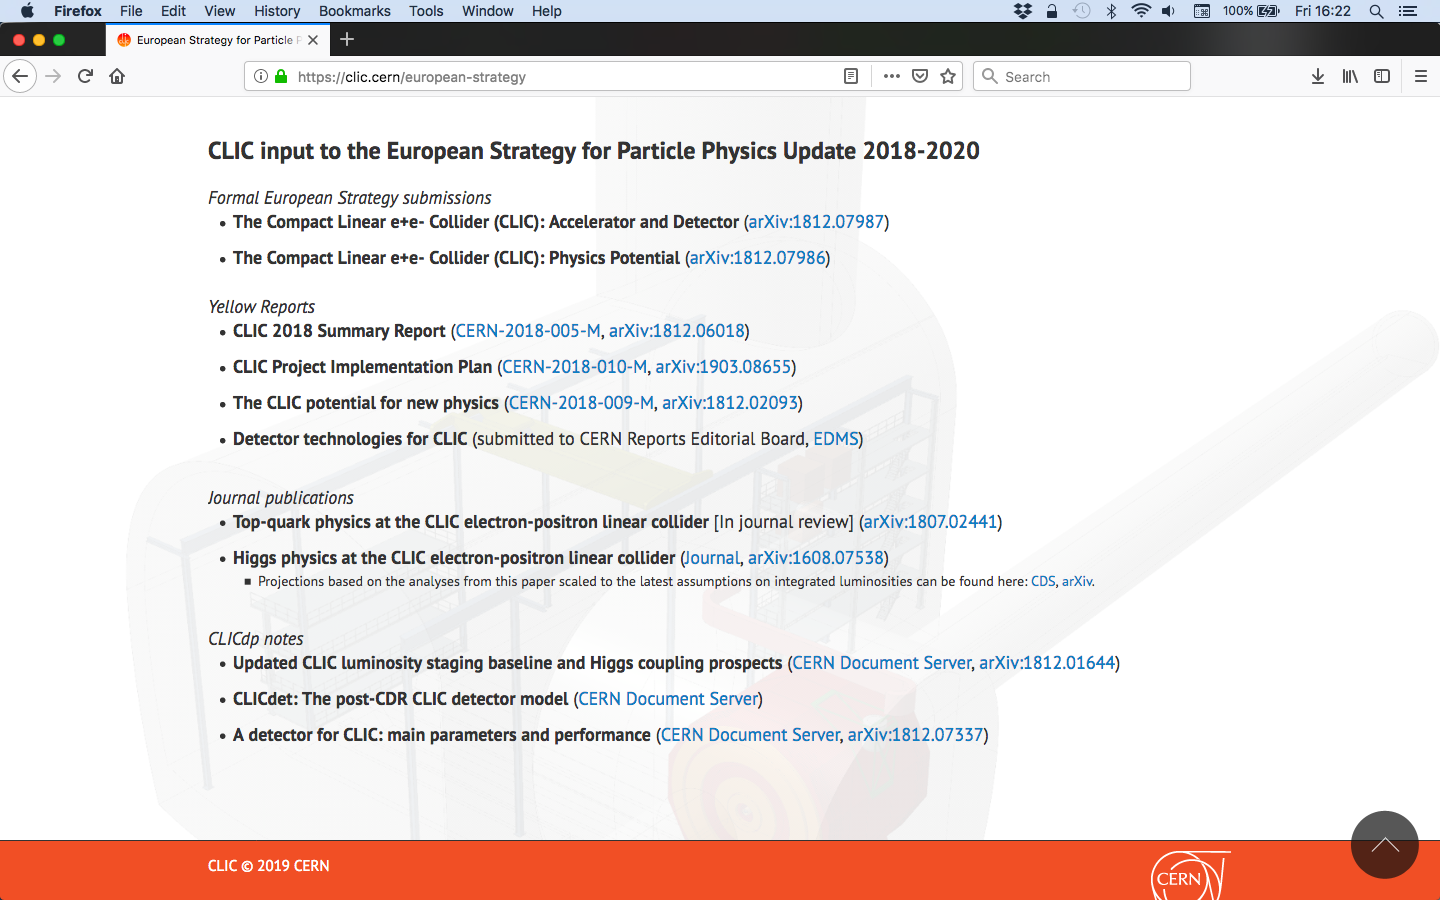 Firefox File Edit View History Bookmarks Tools Window Help 100% Fri 16:22
European Strategy for Particle P
https://clic.cern/european-strategy Search
CLIC input to the European Strategy for Particle Physics Update 2018-2020
Formal European Strategy submissions
• The Compact Linear e+e- Collider (CLIC): Accelerator and Detector (arXiv:1812.07987)
• The Compact Linear e+e- Collider (CLIC): Physics Potential (arXiv:1812.07986)
Yellow Reports
• CLIC 2018 Summary Report (CERN-2018-005-M, arXiv:1812.06018)
• CLIC Project Implementation Plan (CERN-2018-010-M, arXiv:1903.08655)
• The CLIC potential for new physics (CERN-2018-009-M, arXiv:1812.02093)
• Detector technologies for CLIC (submitted to CERN Reports Editorial Board, EDMS)
Journal publications
• Top-quark physics at the CLIC electron-positron linear collider [In journal review] (arXiv:1807.02441)
• Higgs physics at the CLIC electron-positron linear collider (Journal, arXiv:1608.07538)
▪ Projections based on the analyses from this paper scaled to the latest assumptions on integrated luminosities can be found here: CDS, arXiv.
CLICdp notes
• Updated CLIC luminosity staging baseline and Higgs coupling prospects (CERN Document Server, arXiv:1812.01644)
• CLICdet: The post-CDR CLIC detector model (CERN Document Server)
• A detector for CLIC: main parameters and performance (CERN Document Server, arXiv:1812.07337)
CLIC © 2019 CERN
CERN